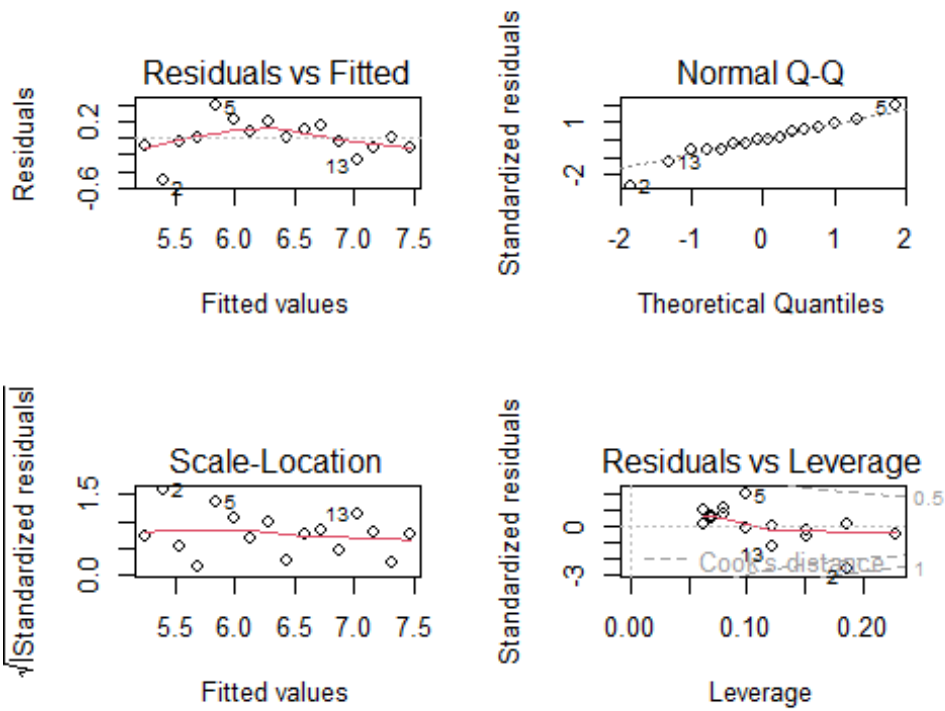 Residuals vs Fitted
Residuals
0.2
-0.6
5
13
2
5.5 6.0 6.5 7.0 7.5
Fitted values
Normal Q-Q
Standardized residuals
1
-2
5
13
2
-2 -1 0 1 2
Theoretical Quantiles
Scale-Location
√|Standardized residuals|
1.5
0.0
2
5
13
5.5 6.0 6.5 7.0 7.5
Fitted values
Residuals vs Leverage
Standardized residuals
0
-3
5
0.5
13
Cook's distance
1
2
0.00 0.10 0.20
Leverage